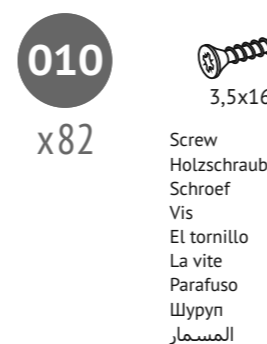 010
x82
3,5x16
Screw
Holzschraub
Schroef
Vis
El tornillo
La vite
Parafuso
Шуруп
المسمار